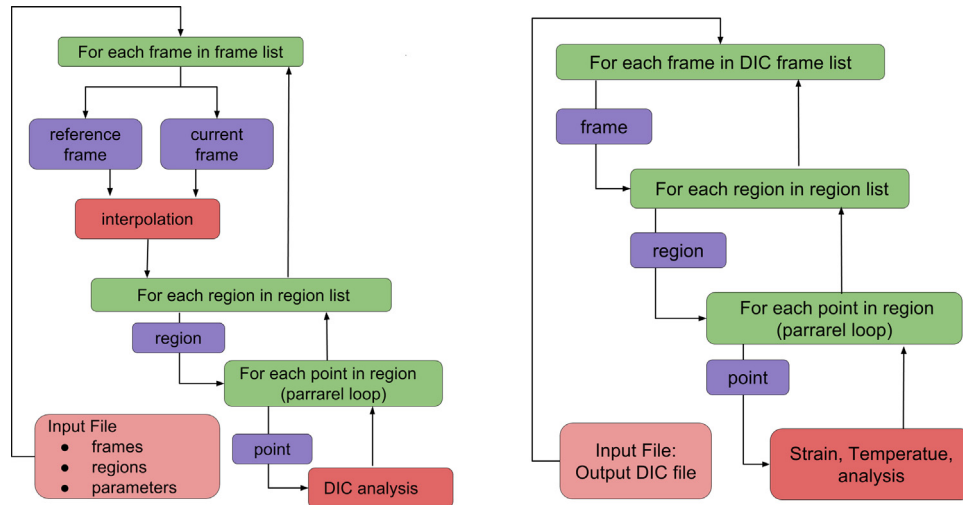 For each frame in frame list
reference
frame
current
frame
interpolation
For each region in region list
region
For each point in region
(parrarel loop)
point
DIC analysis
Input File
● frames
● regions
● parameters
For each frame in DIC frame list
frame
For each region in region list
region
For each point in region
(parrarel loop)
point
Strain, Temperatue,
analysis
Input File:
Output DIC file